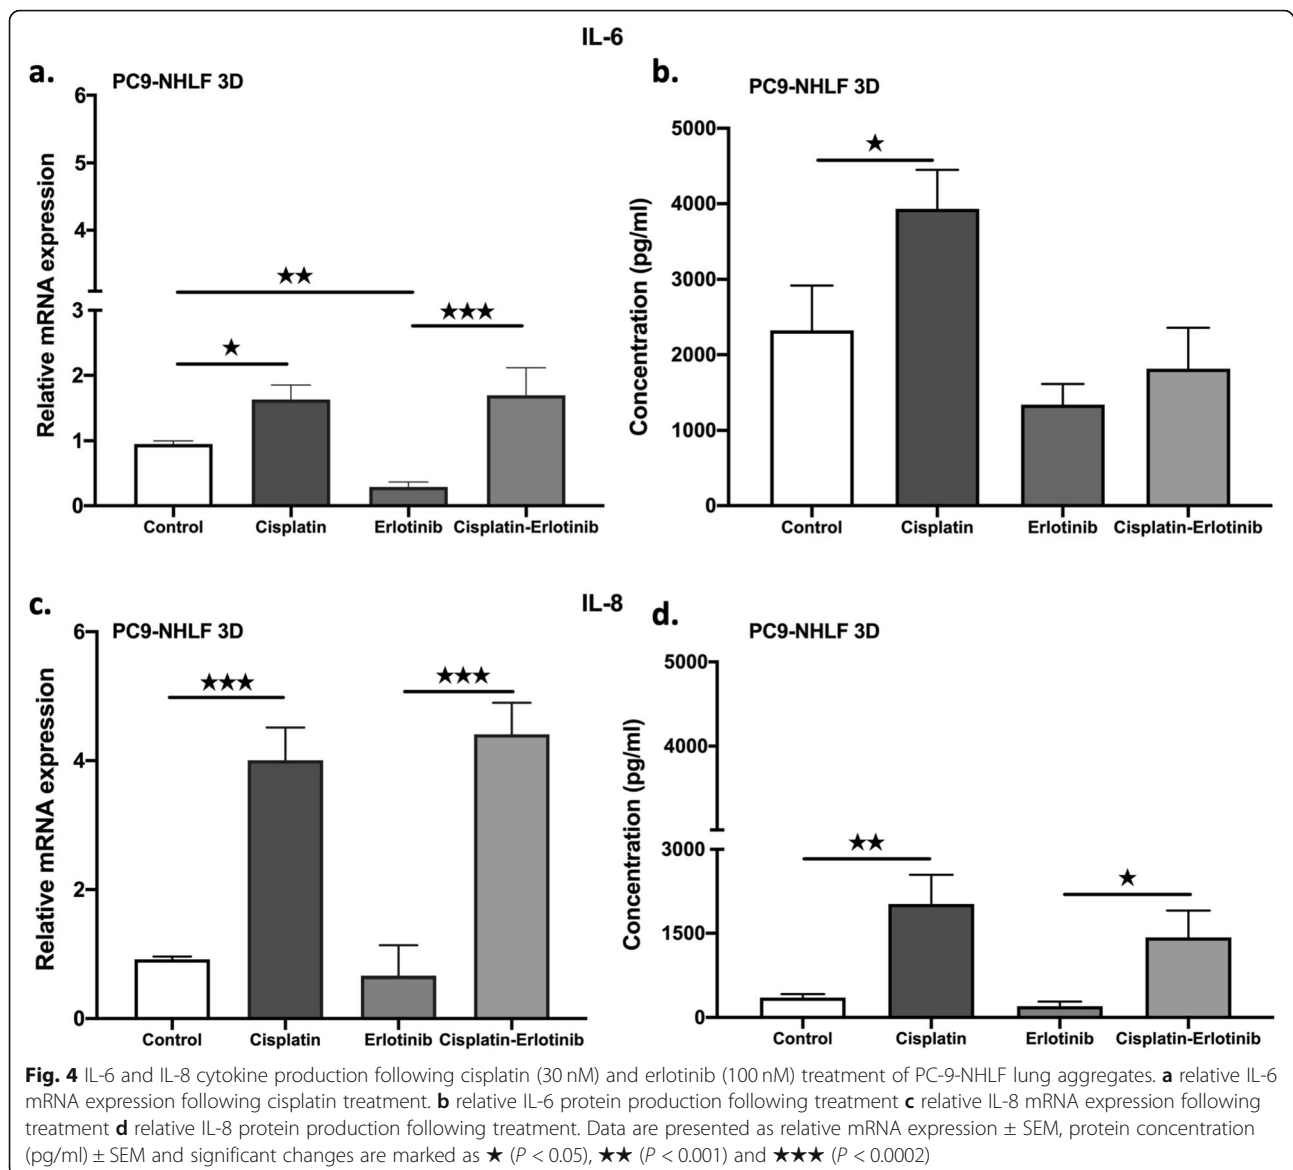 IL-6
a.
PC9-NHLF 3D
Relative mRNA expression
6
5
4
3
2
1
0
★★
★★★
★
Control Cisplatin Erlotinib Cisplatin-Erlotinib
b.
PC9-NHLF 3D
Concentration (pg/ml)
5000
4000
3000
2000
1000
0
★
Control Cisplatin Erlotinib Cisplatin-Erlotinib
IL-8
c.
PC9-NHLF 3D
Relative mRNA expression
6
4
2
0
★★★ ★★★
Control Cisplatin Erlotinib Cisplatin-Erlotinib
d.
PC9-NHLF 3D
Concentration (pg/ml)
5000
4000
3000
1500
0
★★
★
Control Cisplatin Erlotinib Cisplatin-Erlotinib
Fig. 4 IL-6 and IL-8 cytokine production following cisplatin (30 nM) and erlotinib (100 nM) treatment of PC-9-NHLF lung aggregates. a relative IL-6
mRNA expression following cisplatin treatment. b relative IL-6 protein production following treatment c relative IL-8 mRNA expression following
treatment d relative IL-8 protein production following treatment. Data are presented as relative mRNA expression ± SEM, protein concentration
(pg/ml) ± SEM and significant changes are marked as ★ (P < 0.05), ★★ (P < 0.001) and ★★★ (P < 0.0002)